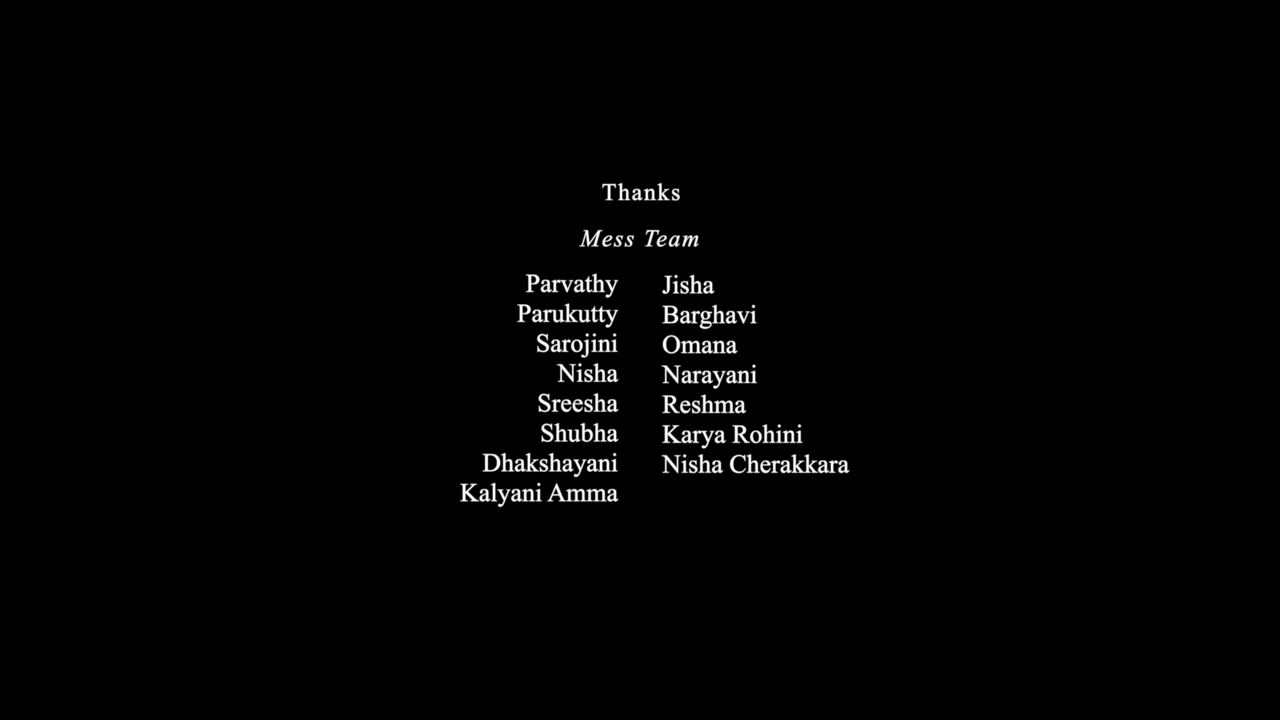 Thanks
Mess Team
Parvathy Jisha
Parukutty Barghavi
Sarojini Omana
Nisha Narayani
Sreesha Reshma
Shubha Karya Rohini
Dhakshayani Nisha Cherakkara
Kalyani Amma